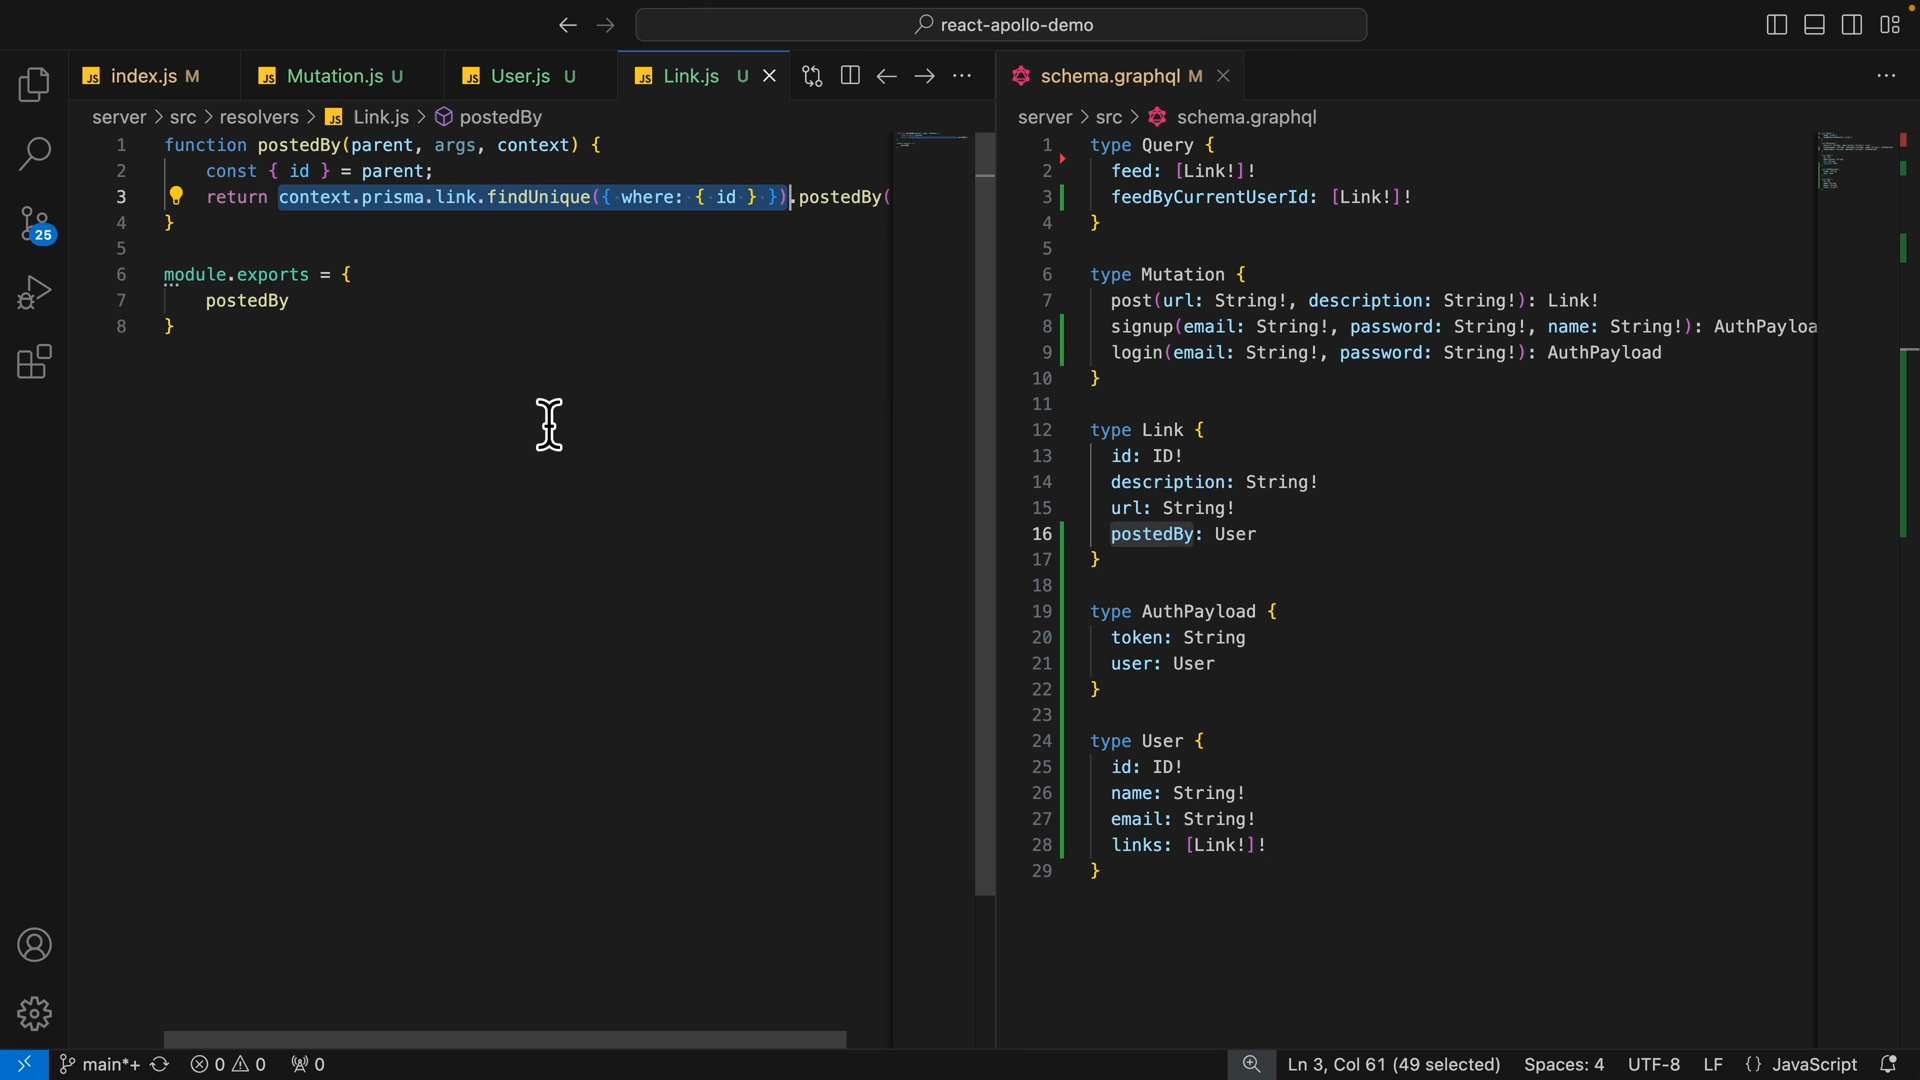 react-apollo-demo
index.js M
Mutation.js U
User.js U
Link.js U
schema.graphql M
server > src > resolvers > JS Link.js > postedBy
1 function postedBy(parent, args, context) {
2 const { id } = parent;
3 return context.prisma.link.findUnique({ where: { id } }).postedBy(
4 }
5
6 module.exports = {
7 postedBy
8 }
server > src > schema.graphql
1 type Query {
2 feed: [Link!]!
3 feedByCurrentUserId: [Link!]!
4 }
5
6 type Mutation {
7 post(url: String!, description: String!): Link!
8 signup(email: String!, password: String!, name: String!): AuthPayloa
9 login(email: String!, password: String!): AuthPayload
10 }
11
12 type Link {
13 id: ID!
14 description: String!
15 url: String!
16 postedBy: User
17 }
18
19 type AuthPayload {
20 token: String
21 user: User
22 }
23
24 type User {
25 id: ID!
26 name: String!
27 email: String!
28 links: [Link!]!
29 }
25
main*+ 0 0 0
Ln 3, Col 61 (49 selected) Spaces: 4 UTF-8 LF {} JavaScript